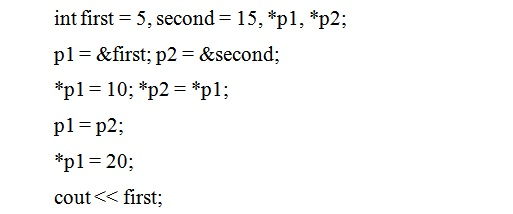 int first = 5, second = 15, *p1, *p2;
p1 = &first; p2 = &second;
*p1 = 10; *p2 = *p1;
p1 = p2;
*p1 = 20;
cout << first;